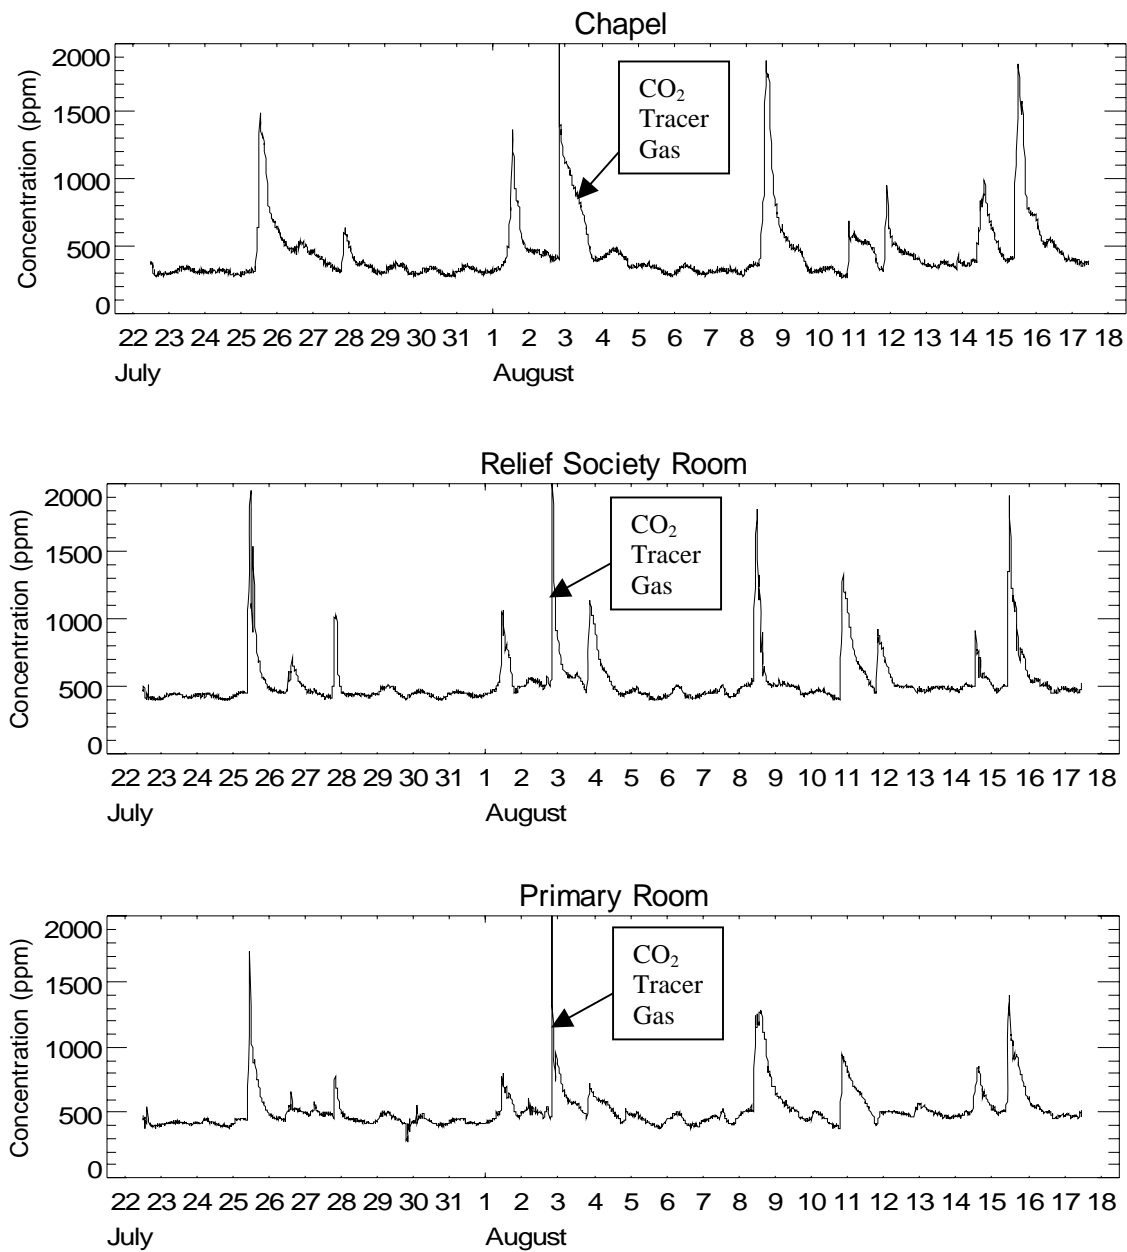 Chapel
Concentration (ppm)
2000
1500
1000
500
0
CO₂
Tracer
Gas
22 23 24 25 26 27 28 29 30 31 1 2 3 4 5 6 7 8 9 10 11 12 13 14 15 16 17 18
July August
Relief Society Room
Concentration (ppm)
2000
1500
1000
500
0
CO₂
Tracer
Gas
22 23 24 25 26 27 28 29 30 31 1 2 3 4 5 6 7 8 9 10 11 12 13 14 15 16 17 18
July August
Primary Room
Concentration (ppm)
2000
1500
1000
500
0
CO₂
Tracer
Gas
22 23 24 25 26 27 28 29 30 31 1 2 3 4 5 6 7 8 9 10 11 12 13 14 15 16 17 18
July August